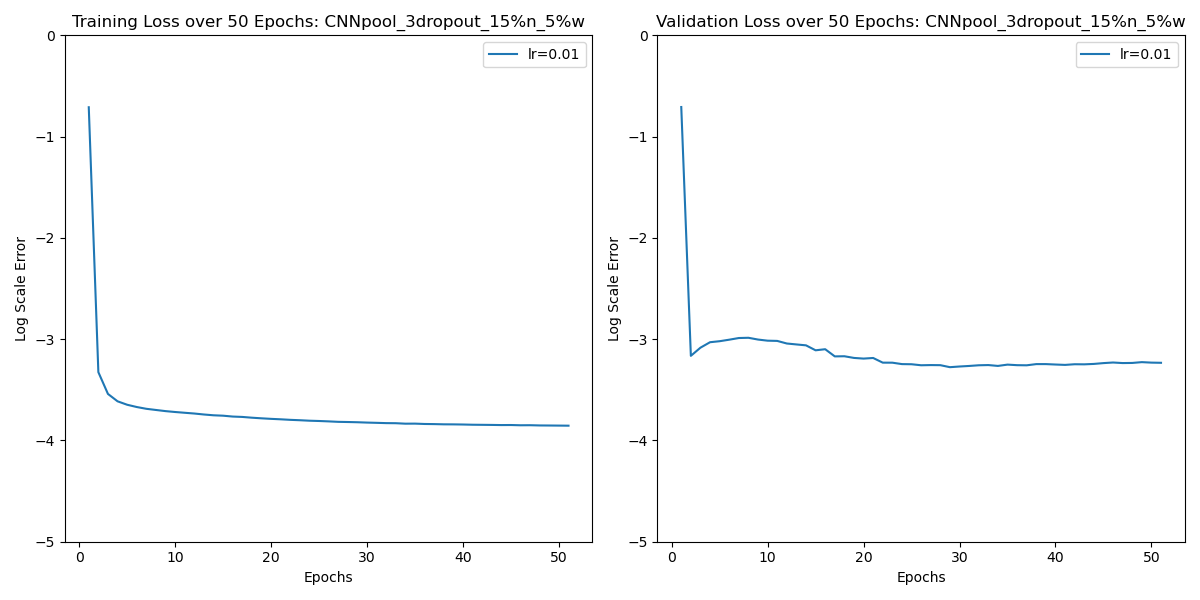 Training Loss over 50 Epochs: CNNpool_3dropout_15%n_5%w
lr=0.01
Log Scale Error
0
−1
−2
−3
−4
−5
0 10 20 30 40 50
Epochs
Validation Loss over 50 Epochs: CNNpool_3dropout_15%n_5%w
lr=0.01
Log Scale Error
0
−1
−2
−3
−4
−5
0 10 20 30 40 50
Epochs